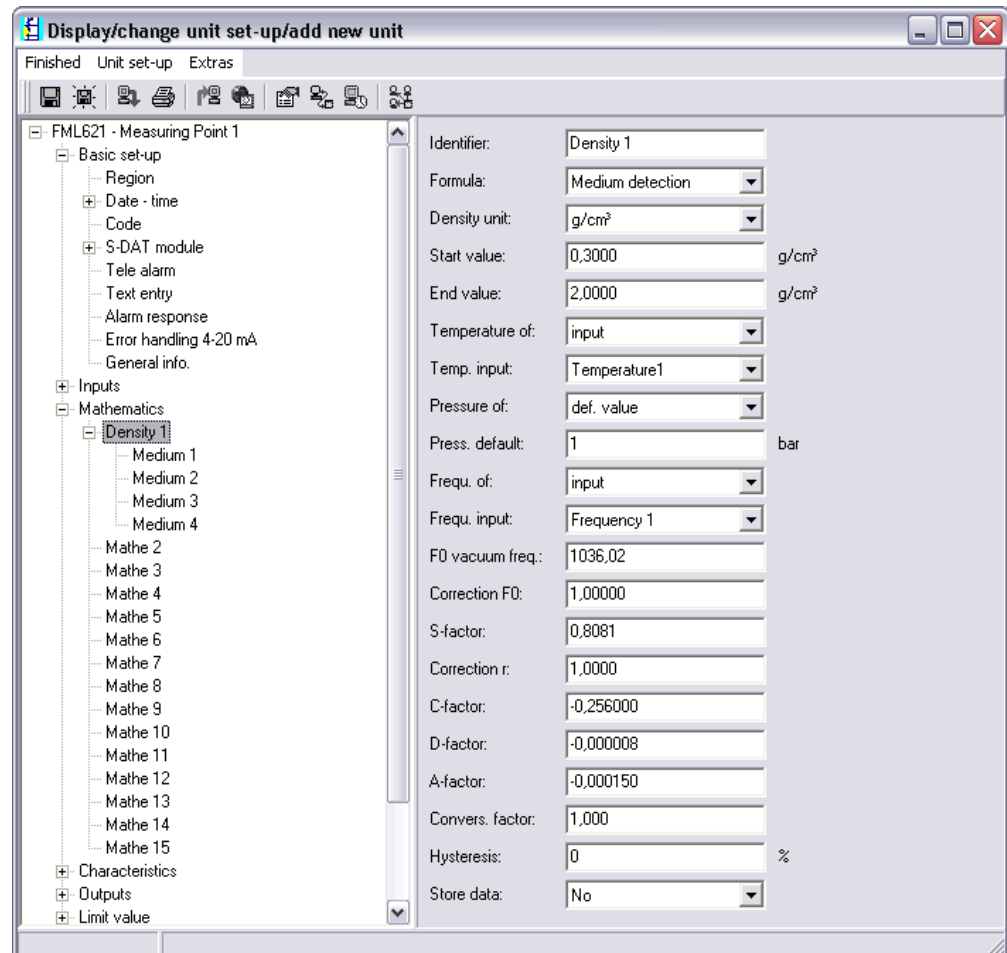 Display/change unit set-up/add new unit
Finished Unit set-up Extras
FML621 - Measuring Point 1
Basic set-up
Region
Date - time
Code
S-DAT module
Tele alarm
Text entry
Alarm response
Error handling 4-20 mA
General info.
Inputs
Mathematics
Density 1
Medium 1
Medium 2
Medium 3
Medium 4
Mathe 2
Mathe 3
Mathe 4
Mathe 5
Mathe 6
Mathe 7
Mathe 8
Mathe 9
Mathe 10
Mathe 11
Mathe 12
Mathe 13
Mathe 14
Mathe 15
Characteristics
Outputs
Limit value
Identifier: Density 1
Formula: Medium detection
Density unit: g/cm³
Start value: 0,3000 g/cm³
End value: 2,0000 g/cm³
Temperature of: input
Temp. input: Temperature1
Pressure of: def. value
Press. default: 1 bar
Frequ. of: input
Frequ. input: Frequency 1
F0 vacuum freq.: 1036,02
Correction F0: 1,00000
S-factor: 0,8081
Correction r: 1,0000
C-factor: -0,256000
D-factor: -0,000008
A-factor: -0,000150
Convers. factor: 1,000
Hysteresis: 0 %
Store data: No